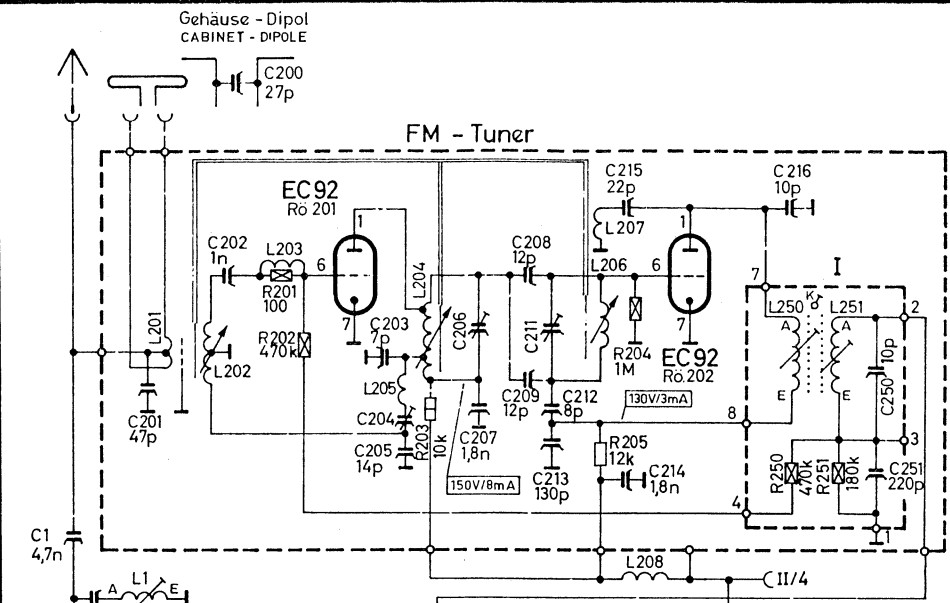 Gehäuse - Dipol
CABINET - DIPOLE
C200
27p
FM - Tuner
EC92
Rö 201
1
C202
1n
L203
6
R201
100
R202
470k
7
L201
L202
C201
47p
C203
7p
L204
L205
C204
C205
14p
R203
10k
C206
C207
1,8n
150V/8mA
C208
12p
C209
12p
C211
C212
8p
C213
130p
L206
C215
22p
L207
6
1
7
R204
1M
EC92
Rö.202
C216
10p
130V/3mA
R205
12k
C214
1,8n
I
7
L250
K
L251
2
A
A
10p
C250
E
E
8
3
R250
470k
R251
180k
C251
220p
4
1
C1
4,7n
A
L1
E
L208
II/4